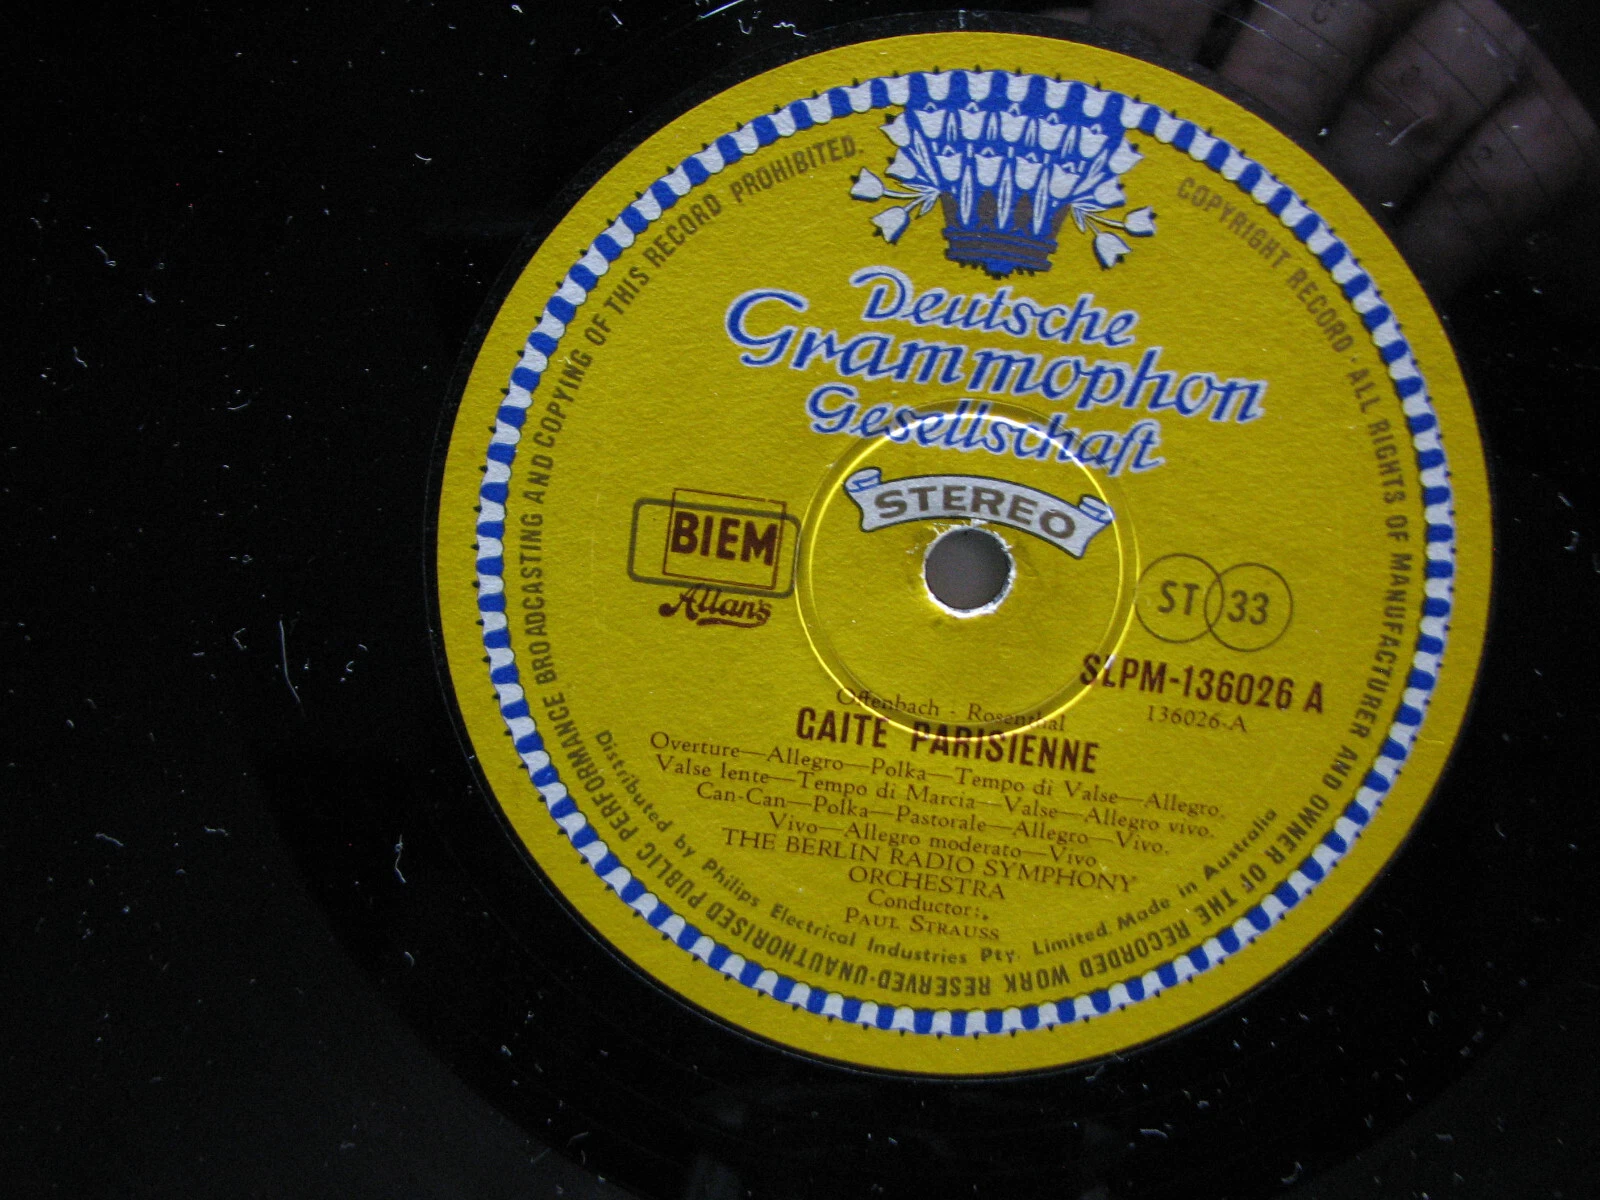 COPYRIGHT RECORD · ALL RIGHTS OF MANUFACTURER AND OWNER OF THE RECORDED WORK RESERVED·UNAUTHORISED PUBLIC PERFORMANCE BROADCASTING AND COPYING OF THIS RECORD PROHIBITED.
Deutsche
Grammophon
Gesellschaft
STEREO
BIEM
Allan's
ST 33
SLPM-136026 A
136026-A
Offenbach - Rosenthal
GAITE PARISIENNE
Overture—Allegro—Polka—Tempo di Valse—Allegro.
Valse lente—Tempo di Marcia—Valse—Allegro vivo.
Can-Can—Polka—Pastorale—Allegro—Vivo.
Vivo—Allegro moderato—Vivo
THE BERLIN RADIO SYMPHONY
ORCHESTRA
Conductor:.
PAUL STRAUSS
Distributed by Philips Electrical Industries Pty. Limited. Made in Australia